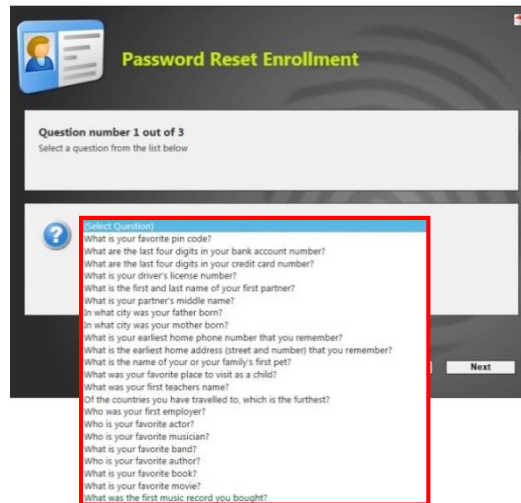 Password Reset Enrollment
Question number 1 out of 3
Select a question from the list below
(Select Question)
What is your favorite pin code?
What are the last four digits in your bank account number?
What are the last four digits in your credit card number?
What is your driver's license number?
What is the first and last name of your first partner?
What is your partner's middle name?
In what city was your father born?
In what city was your mother born?
What is your earliest home phone number that you remember?
What is the earliest home address (street and number) that you remember?
What is the name of your or your family's first pet?
What was your favorite place to visit as a child?
What was your first teachers name?
Of the countries you have travelled to, which is the furthest?
Who was your first employer?
Who is your favorite actor?
Who is your favorite musician?
What is your favorite band?
Who is your favorite author?
What is your favorite book?
What is your favorite movie?
What was the first music record you bought?
Next